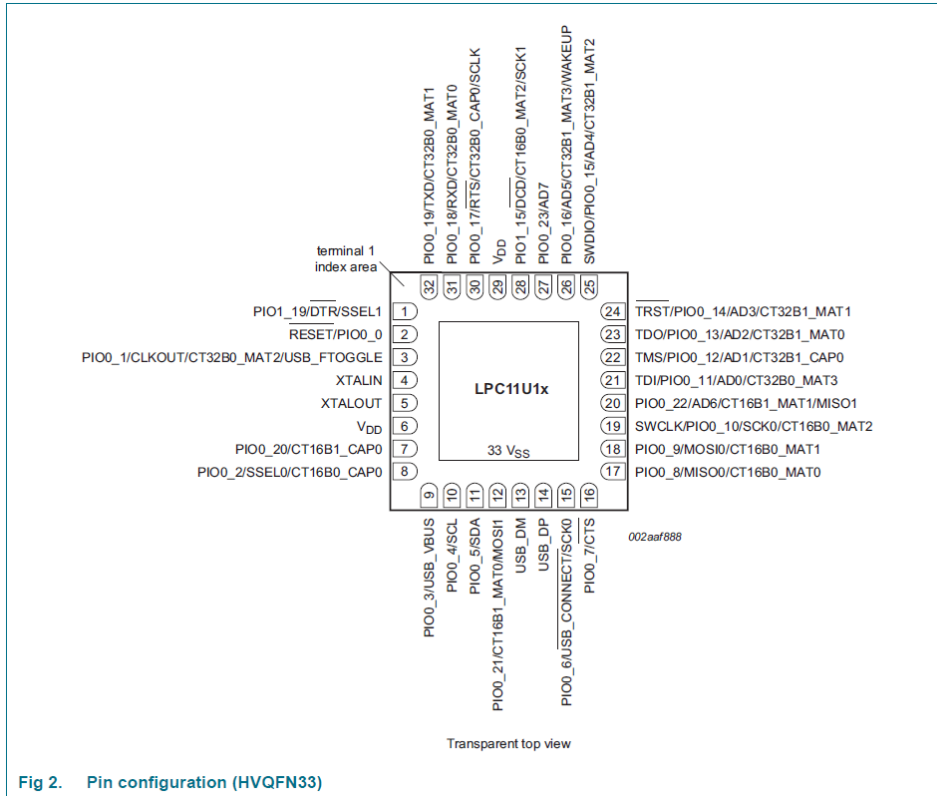 PIO0_19/TXD/CT32B0_MAT1
PIO0_18/RXD/CT32B0_MAT0
PIO0_17/RTS/CT32B0_CAP0/SCLK
VDD
PIO1_15/DCD/CT16B0_MAT2/SCK1
PIO0_23/AD7
PIO0_16/AD5/CT32B1_MAT3/WAKEUP
SWDIO/PIO0_15/AD4/CT32B1_MAT2
terminal 1
index area
32 31 30 29 28 27 26 25
PIO1_19/DTR/SSEL1 1
RESET/PIO0_0 2
PIO0_1/CLKOUT/CT32B0_MAT2/USB_FTOGGLE 3
XTALIN 4
XTALOUT 5
VDD 6
PIO0_20/CT16B1_CAP0 7
PIO0_2/SSEL0/CT16B0_CAP0 8
LPC11U1x
33 VSS
24 TRST/PIO0_14/AD3/CT32B1_MAT1
23 TDO/PIO0_13/AD2/CT32B1_MAT0
22 TMS/PIO0_12/AD1/CT32B1_CAP0
21 TDI/PIO0_11/AD0/CT32B0_MAT3
20 PIO0_22/AD6/CT16B1_MAT1/MISO1
19 SWCLK/PIO0_10/SCK0/CT16B0_MAT2
18 PIO0_9/MOSI0/CT16B0_MAT1
17 PIO0_8/MISO0/CT16B0_MAT0
9 10 11 12 13 14 15 16
PIO0_3/USB_VBUS
PIO0_4/SCL
PIO0_5/SDA
PIO0_21/CT16B1_MAT0/MOSI1
USB_DM
USB_DP
PIO0_6/USB_CONNECT/SCK0
PIO0_7/CTS
002aaf888
Transparent top view
Fig 2. Pin configuration (HVQFN33)